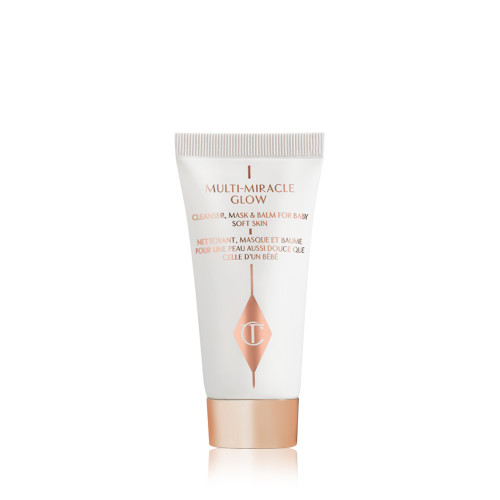 MULTI-MIRACLE
GLOW
CLEANSER, MASK & BALM FOR BABY
SOFT SKIN
NETTOYANT, MASQUE ET BAUME
POUR UNE PEAU AUSSI DOUCE QUE
CELLE D'UN BÉBÉ
CT